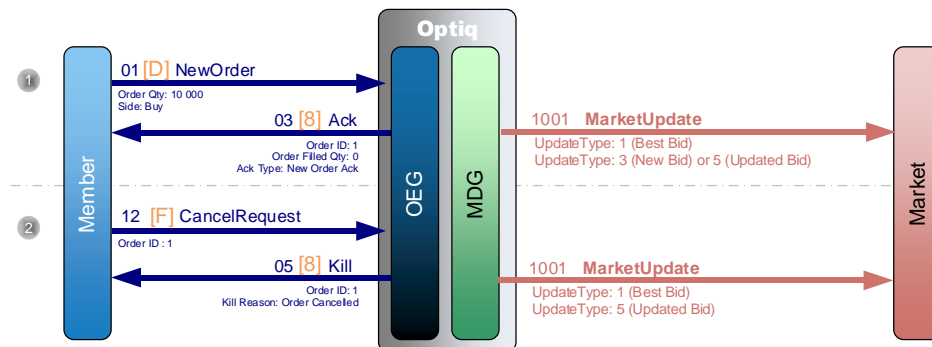 Optiq
1
01 [D] NewOrder
Order Qty: 10 000
Side: Buy
03 [8] Ack
Order ID: 1
Order Filled Qty: 0
Ack Type: New Order Ack
1001 MarketUpdate
UpdateType: 1 (Best Bid)
UpdateType: 3 (New Bid) or 5 (Updated Bid)
Member
OEG
MDG
Market
2
12 [F] CancelRequest
Order ID : 1
05 [8] Kill
Order ID: 1
Kill Reason: Order Cancelled
1001 MarketUpdate
UpdateType: 1 (Best Bid)
UpdateType: 5 (Updated Bid)